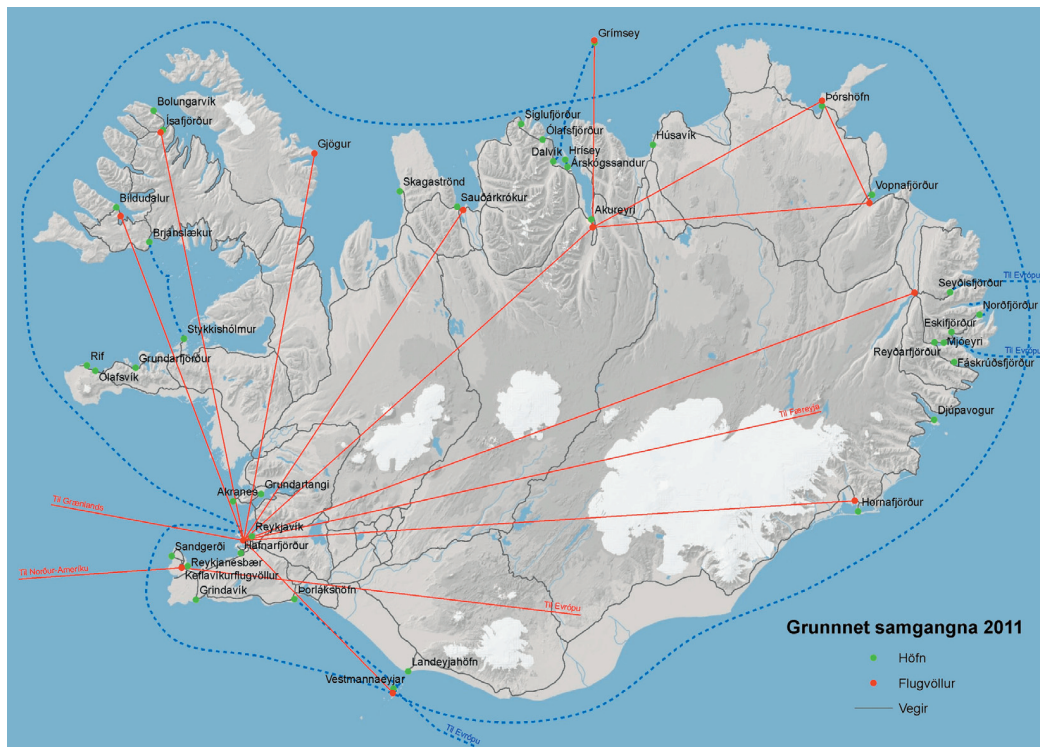 Grímsey
Bolungarvík
Ísafjörður
Þórshöfn
Siglufjörður
Ólafsfjörður
Húsavík
Gjögur
Dalvík
Hrísey
Árskógssandur
Skagaströnd
Sauðárkrókur
Vopnafjörður
Bíldudalur
Akureyri
Brjánslækur
Til Evrópu
Seyðisfjörður
Norðfjörður
Stykkishólmur
Eskifjörður
Mjóeyri
Til Evrópu
Reyðarfjörður
Rif
Grundarfjörður
Ólafsvík
Fáskrúðsfjörður
Til Færeyja
Djúpavogur
Grundartangi
Akranes
Til Grænlands
Hornafjörður
Reykjavík
Hafnarfjörður
Sandgerði
Reykjanesbær
Til Norður-Ameríku
Keflavíkurflugvöllur
Grindavík
Þorlákshöfn
Til Evrópu
Grunnnet samgangna 2011
Höfn
Landeyjahöfn
Vestmannaeyjar
Flugvöllur
Vegir
Til Evrópu